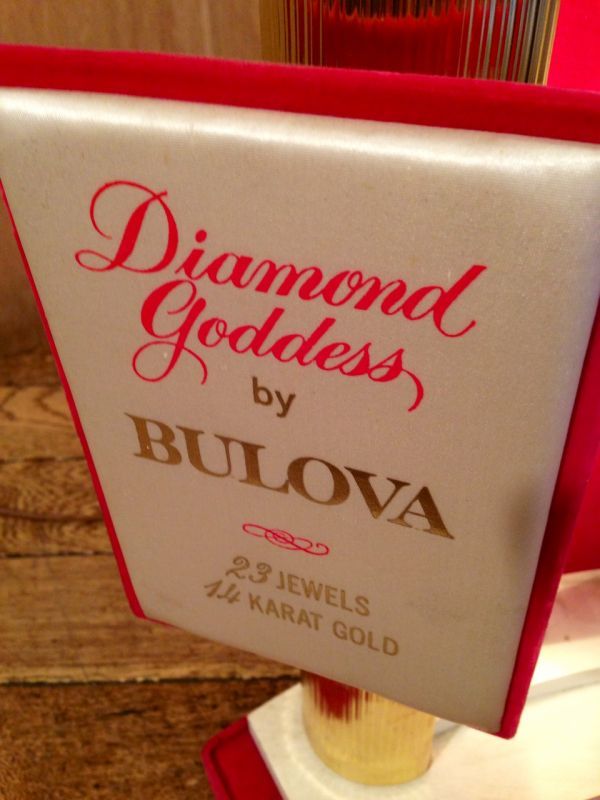 Diamond
Goddess
by
BULOVA
23 JEWELS
14 KARAT GOLD